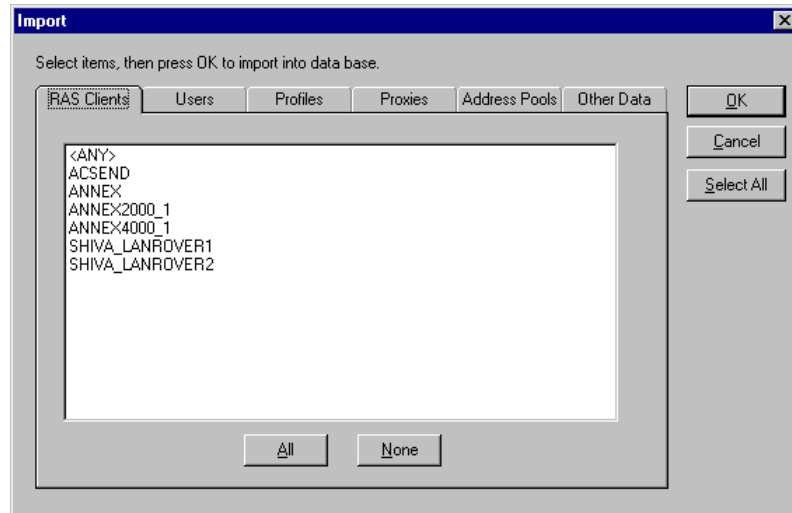 Import
Select items, then press OK to import into data base.
RAS Clients Users Profiles Proxies Address Pools Other Data
OK
Cancel
Select All
<ANY>
ACSEND
ANNEX
ANNEX2000_1
ANNEX4000_1
SHIVA_LANROVER1
SHIVA_LANROVER2
All None